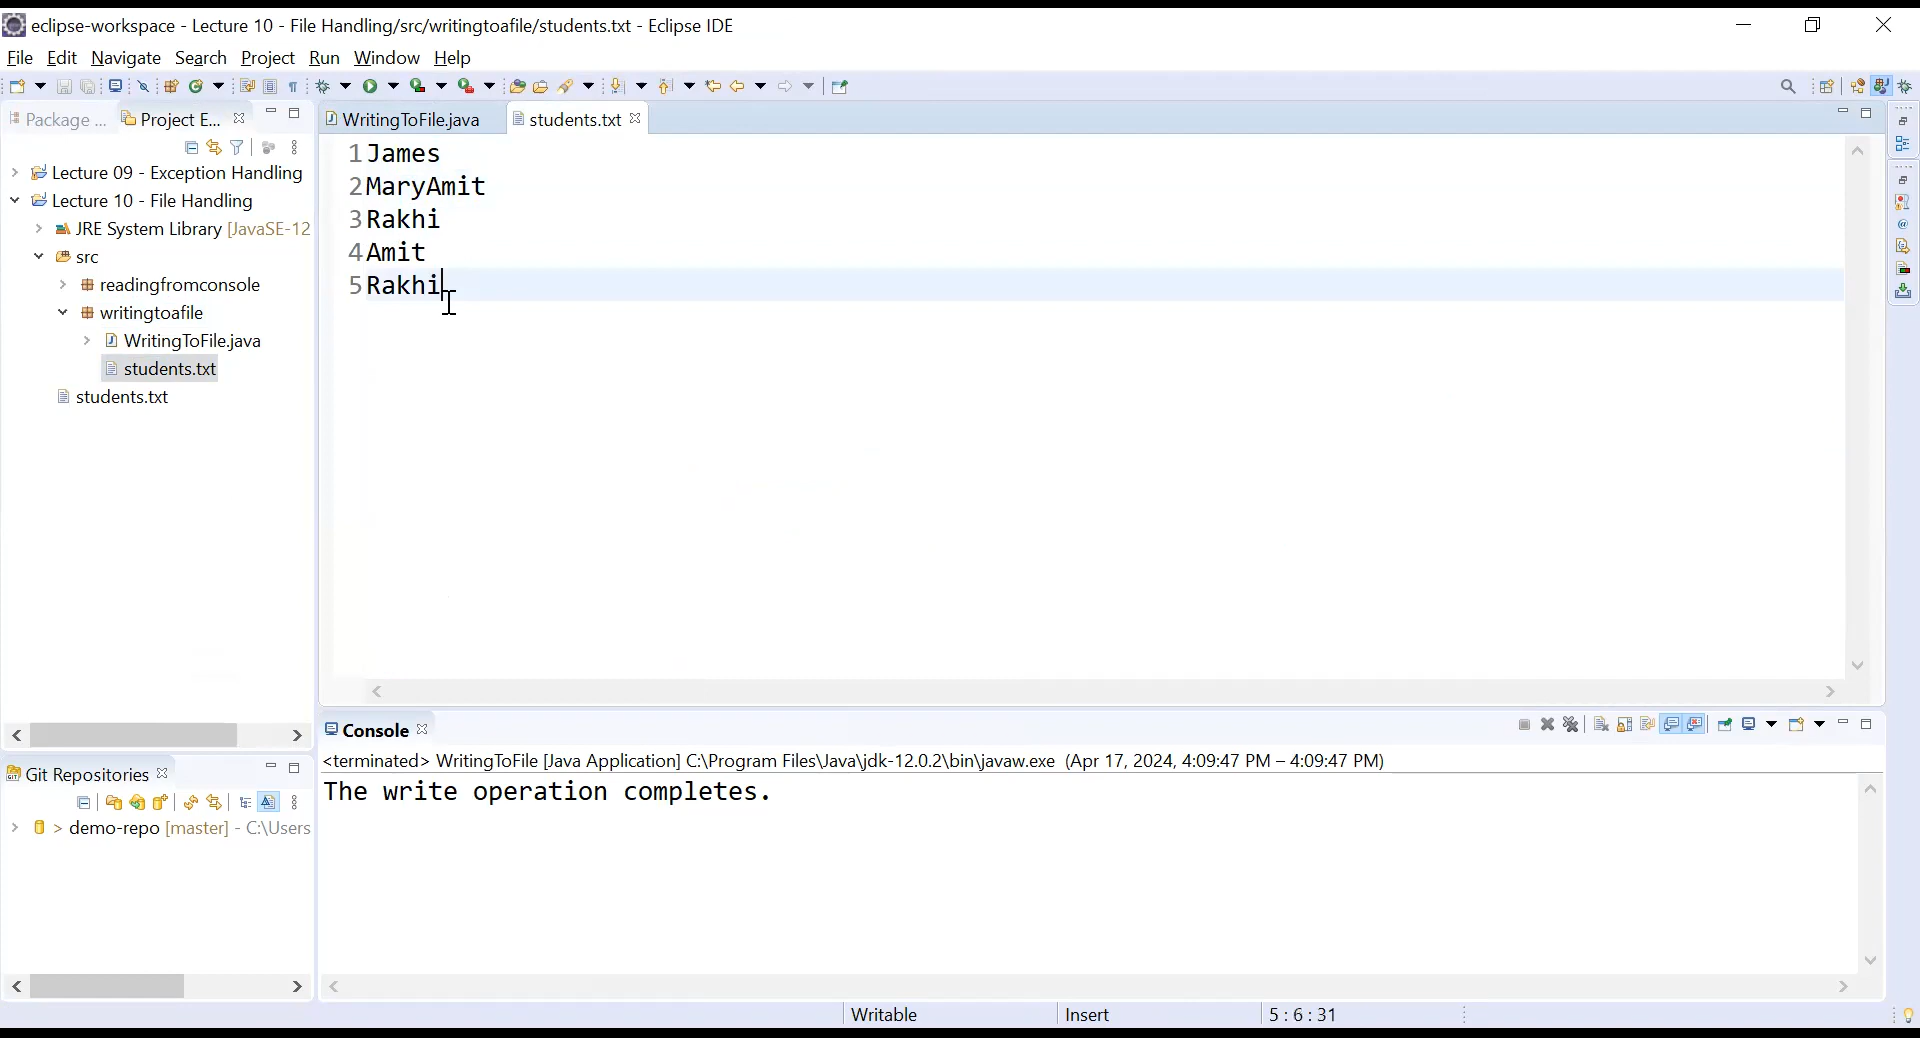 eclipse-workspace - Lecture 10 - File Handling/src/writingtoafile/students.txt - Eclipse IDE
File Edit Navigate Search Project Run Window Help
Package ... Project E...
WritingToFile.java students.txt
Lecture 09 - Exception Handling
Lecture 10 - File Handling
JRE System Library [JavaSE-12
src
readingfromconsole
writingtoafile
WritingToFile.java
students.txt
students.txt
1 James
2 MaryAmit
3 Rakhi
4 Amit
5 Rakhi
Git Repositories
> demo-repo [master] - C:\Users
Console
<terminated> WritingToFile [Java Application] C:\Program Files\Java\jdk-12.0.2\bin\javaw.exe (Apr 17, 2024, 4:09:47 PM – 4:09:47 PM)
The write operation completes.
Writable Insert 5 : 6 : 31